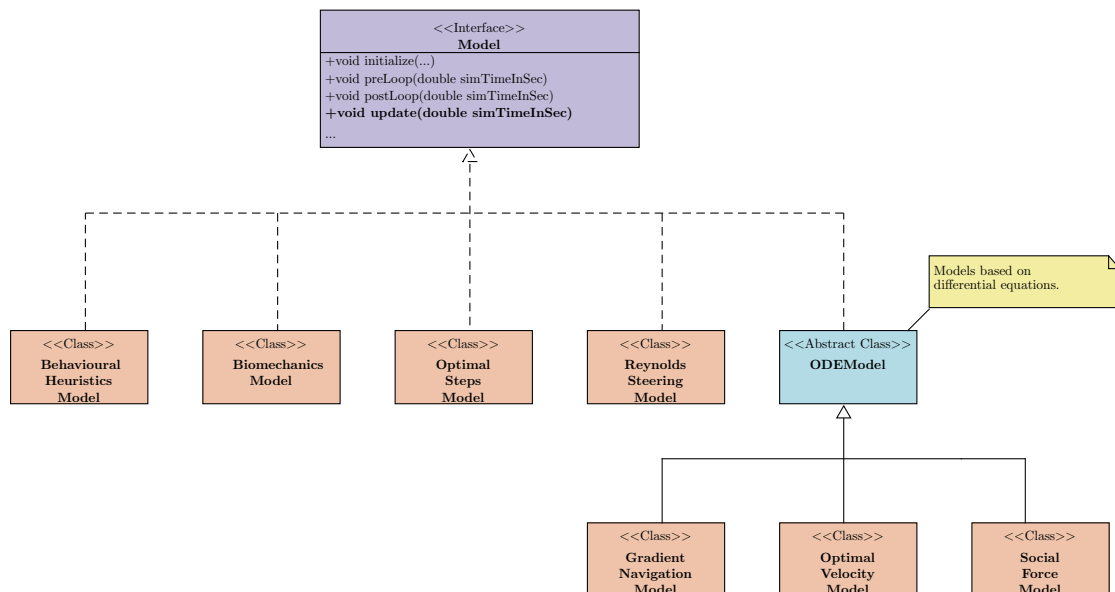 <<Interface>>
Model
+void initialize(...)
+void preLoop(double simTimeInSec)
+void postLoop(double simTimeInSec)
+void update(double simTimeInSec)
...
Models based on
differential equations.
<<Class>>
Behavioural
Heuristics
Model
<<Class>>
Biomechanics
Model
<<Class>>
Optimal
Steps
Model
<<Class>>
Reynolds
Steering
Model
<<Abstract Class>>
ODEModel
<<Class>>
Gradient
Navigation
Model
<<Class>>
Optimal
Velocity
Model
<<Class>>
Social
Force
Model